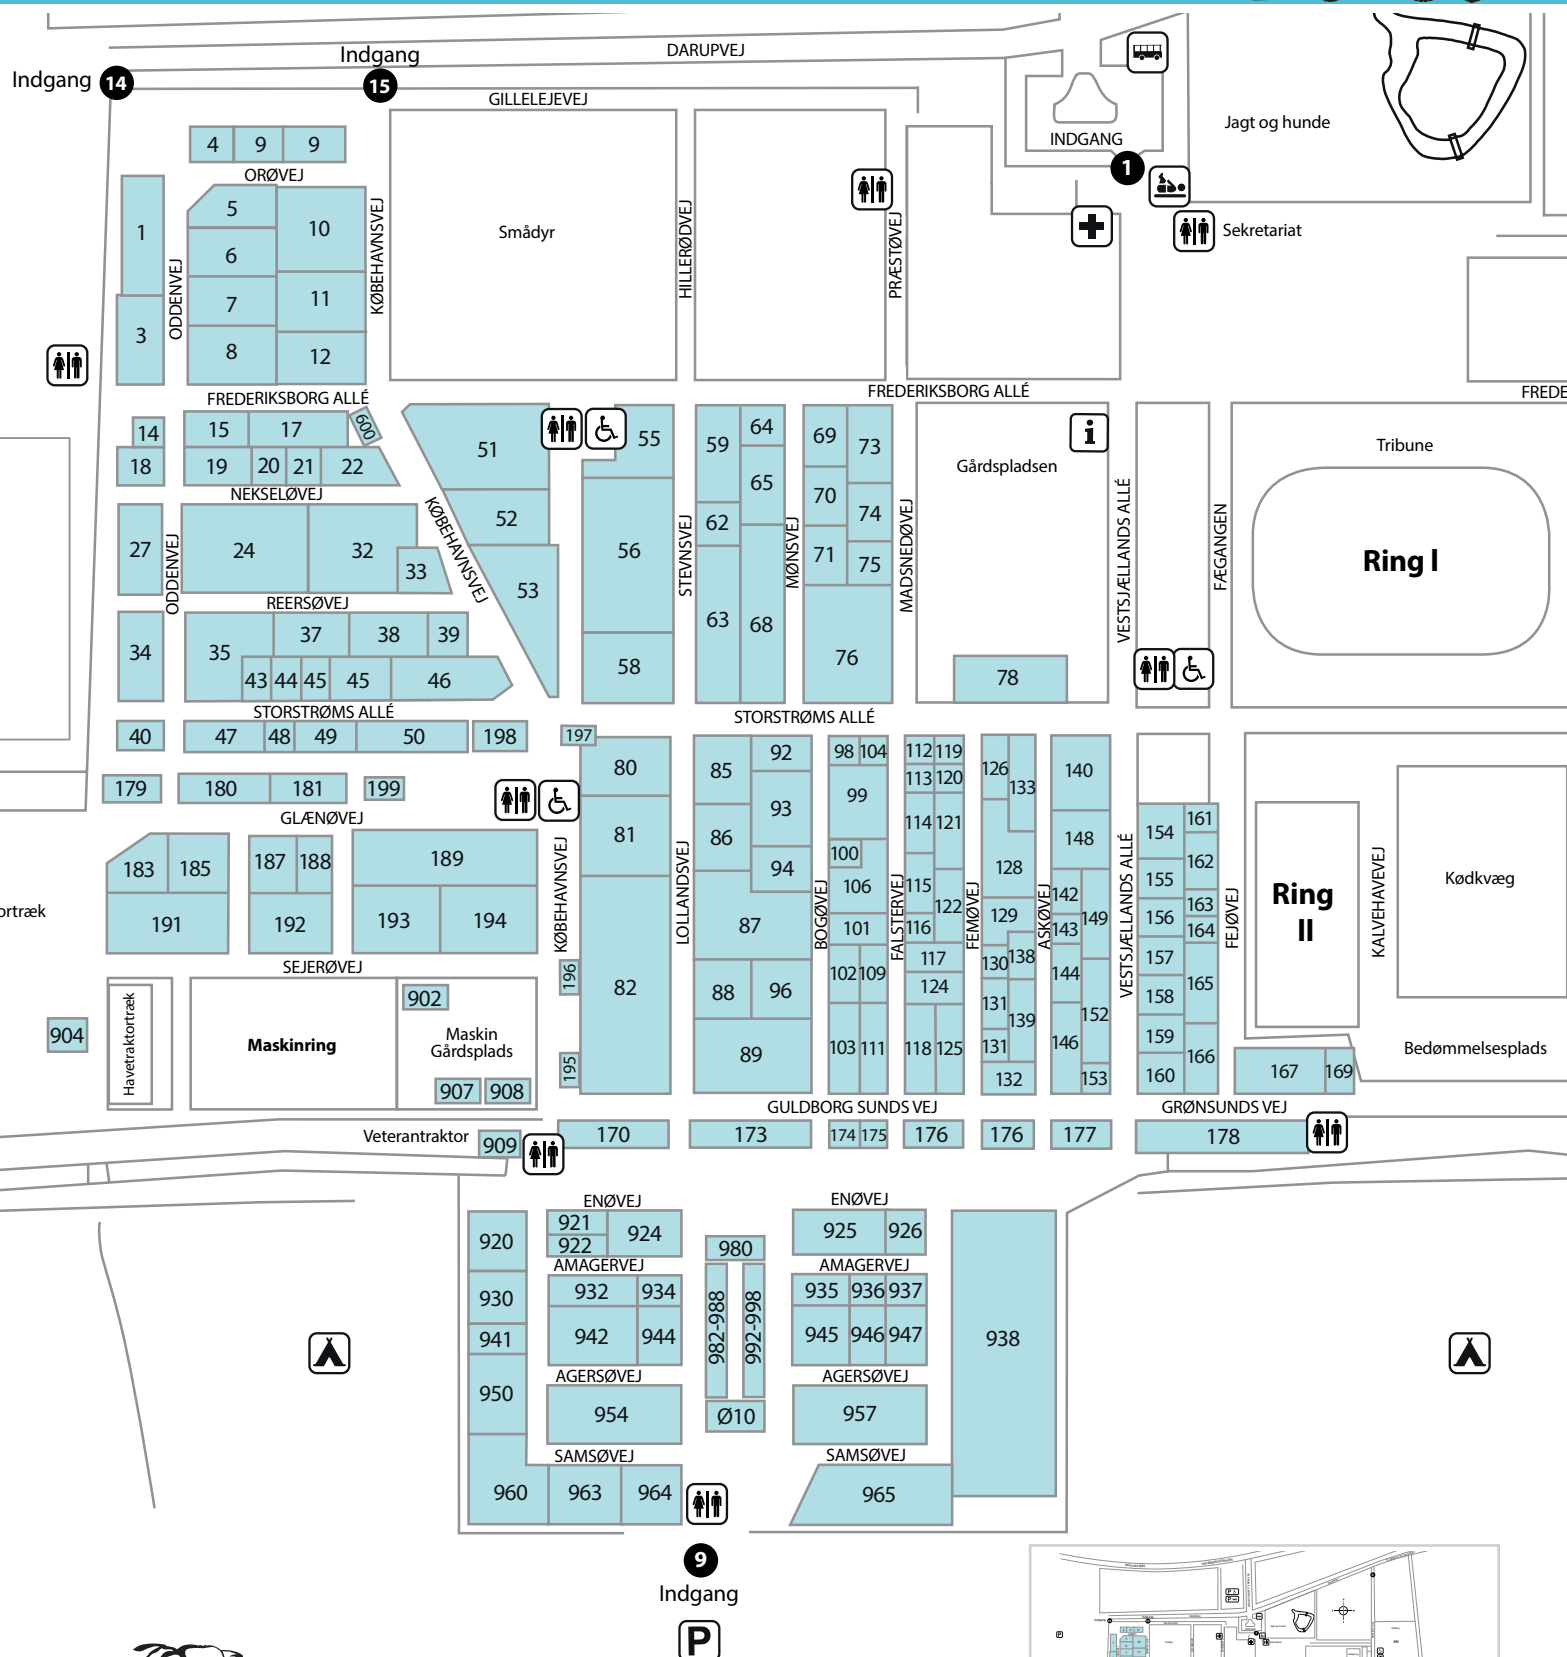 DARUPVEJ
Indgang
Indgang 14
15
GILLELEJEVEJ
INDGANG
1
Jagt og hunde
4 9 9
ORØVEJ
1
3
ODDENVEJ
5
6
7
8
10
11
12
KØBEHAVNSVEJ
Smådyr
HILLERØDVEJ
PRÆSTØVEJ
Sekretariat
FREDERIKSBORG ALLÉ
FREDERIKSBORG ALLÉ
FREDE
14
15 17 600
18
19 20 21 22
NEKSELØVEJ
27
ODDENVEJ
24 32 33
REERSØVEJ
34
35 37 38 39
43 44 45 45 46
STORSTRØMS ALLÉ
KØBEHAVNSVEJ
51
52
53
55
56
58
STEVNSVEJ
59
62
63
64
65
68
MØNSVEJ
69
70
71
73
74
75
76
MADSNEDØVEJ
Gårdspladsen
i
78
VESTSJÆLLANDS ALLÉ
FÆGANGEN
Tribune
Ring I
STORSTRØMS ALLÉ
40 47 48 49 50 198
197
179 180 181 199
GLÆNØVEJ
183 185 187 188 189
191 192 193 194
ortræk
SEJERØVEJ
KØBEHAVNSVEJ
80
81
82
196
195
LOLLANDSVEJ
85
86
87
88
89
92
93
94
96
BOGØVEJ
98 104
99
100
106
101
102 109
103 111
FALSTERVEJ
112 119
113 120
114 121
115
122
116
117
124
118 125
FEMØVEJ
126
133
128
129
130 138
131
139
131
132
ASKØVEJ
140
148
142
149
143
144
152
146
153
VESTSJÆLLANDS ALLÉ
154
155
156
157
158
159
160
161
162
163
164
165
166
FEJØVEJ
Ring
II
KALVEHAVEVEJ
Kødkvæg
Bedømmelsesplads
167 169
904
Havetraktortræk
Maskinring
902
Maskin
Gårdsplads
907 908
GULDBORG SUNDS VEJ
GRØNSUNDS VEJ
Veterantraktor
909
170 173 174 175 176 176 177 178
ENØVEJ
ENØVEJ
920
921
922
924
925 926
980
AMAGERVEJ
AMAGERVEJ
930
932 934
935 936 937
941
942 944
945 946 947
982-988
992-998
938
AGERSØVEJ
AGERSØVEJ
950
954
Ø10
957
SAMSØVEJ
SAMSØVEJ
960 963 964
965
9
Indgang
P